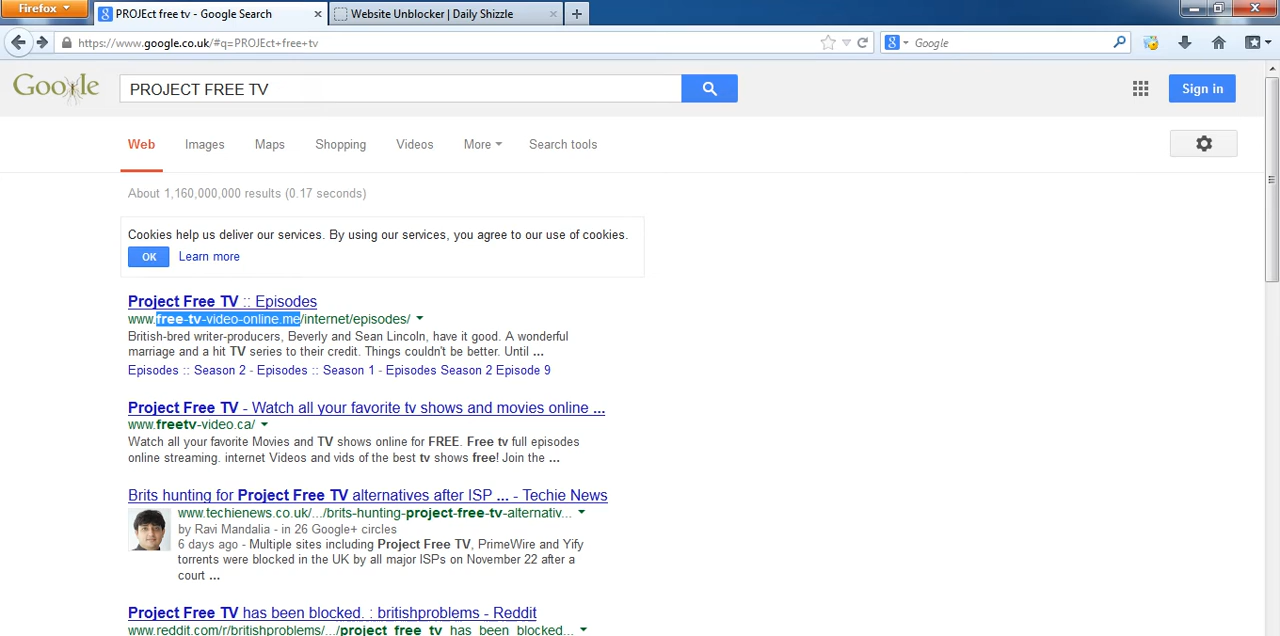 Firefox
PROJEct free tv - Google Search
Website Unblocker | Daily Shizzle
https://www.google.co.uk/#q=PROJEct+free+tv
Google
Google
PROJECT FREE TV
Sign in
Web
Images
Maps
Shopping
Videos
More
Search tools
About 1,160,000,000 results (0.17 seconds)
Cookies help us deliver our services. By using our services, you agree to our use of cookies.
OK
Learn more
Project Free TV :: Episodes
www.free-tv-video-online.me/internet/episodes/
British-bred writer-producers, Beverly and Sean Lincoln, have it good. A wonderful
marriage and a hit TV series to their credit. Things couldn't be better. Until ...
Episodes :: Season 2 - Episodes :: Season 1 - Episodes Season 2 Episode 9
Project Free TV - Watch all your favorite tv shows and movies online ...
www.freetv-video.ca/
Watch all your favorite Movies and TV shows online for FREE. Free tv full episodes
online streaming. internet Videos and vids of the best tv shows free! Join the ...
Brits hunting for Project Free TV alternatives after ISP ... - Techie News
www.techienews.co.uk/.../brits-hunting-project-free-tv-alternativ...
by Ravi Mandalia - in 26 Google+ circles
6 days ago - Multiple sites including Project Free TV, PrimeWire and Yify
torrents were blocked in the UK by all major ISPs on November 22 after a
court ...
Project Free TV has been blocked. : britishproblems - Reddit
www.reddit.com/r/britishproblems/.../project_free_tv_has_been_blocked...